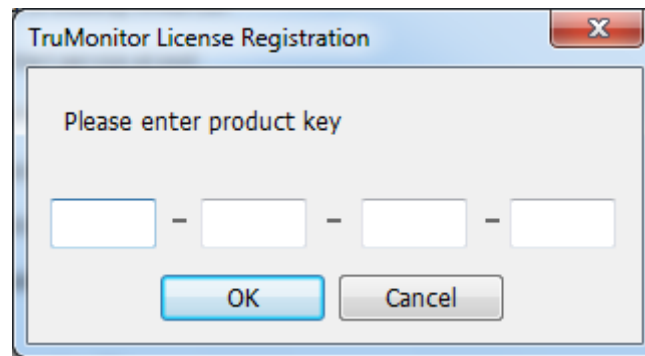 TruMonitor License Registration
Please enter product key
- - -
OK Cancel